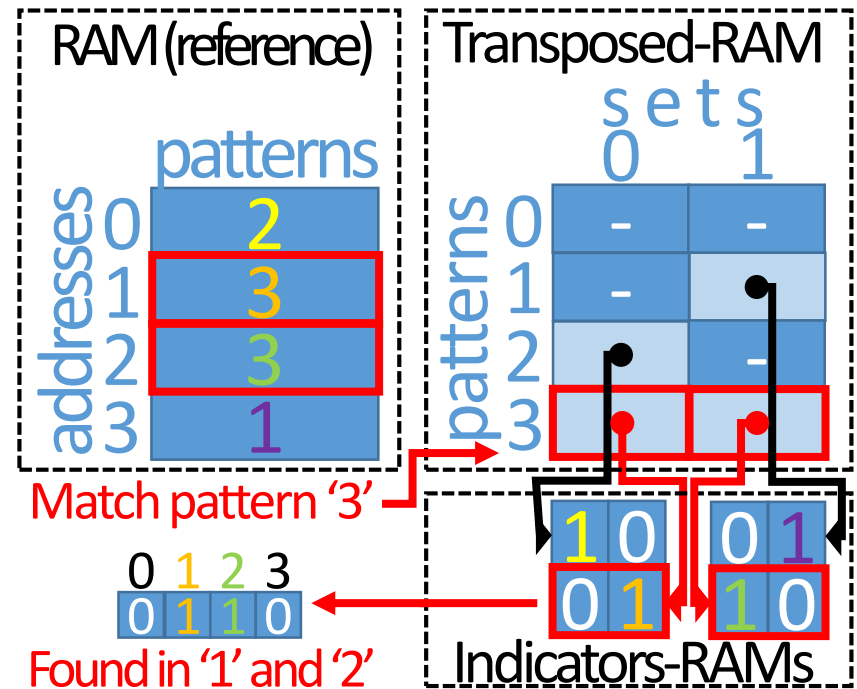 RAM (reference)
patterns
addresses
0 2
1 3
2 3
3 1
Match pattern ‘3’
0 1 2 3
0 1 1 0
Found in ‘1’ and ‘2’
Transposed-RAM
sets
0 1
patterns
0 - -
1 -
2 -
3
1 0 0 1
0 1 1 0
Indicators-RAMs